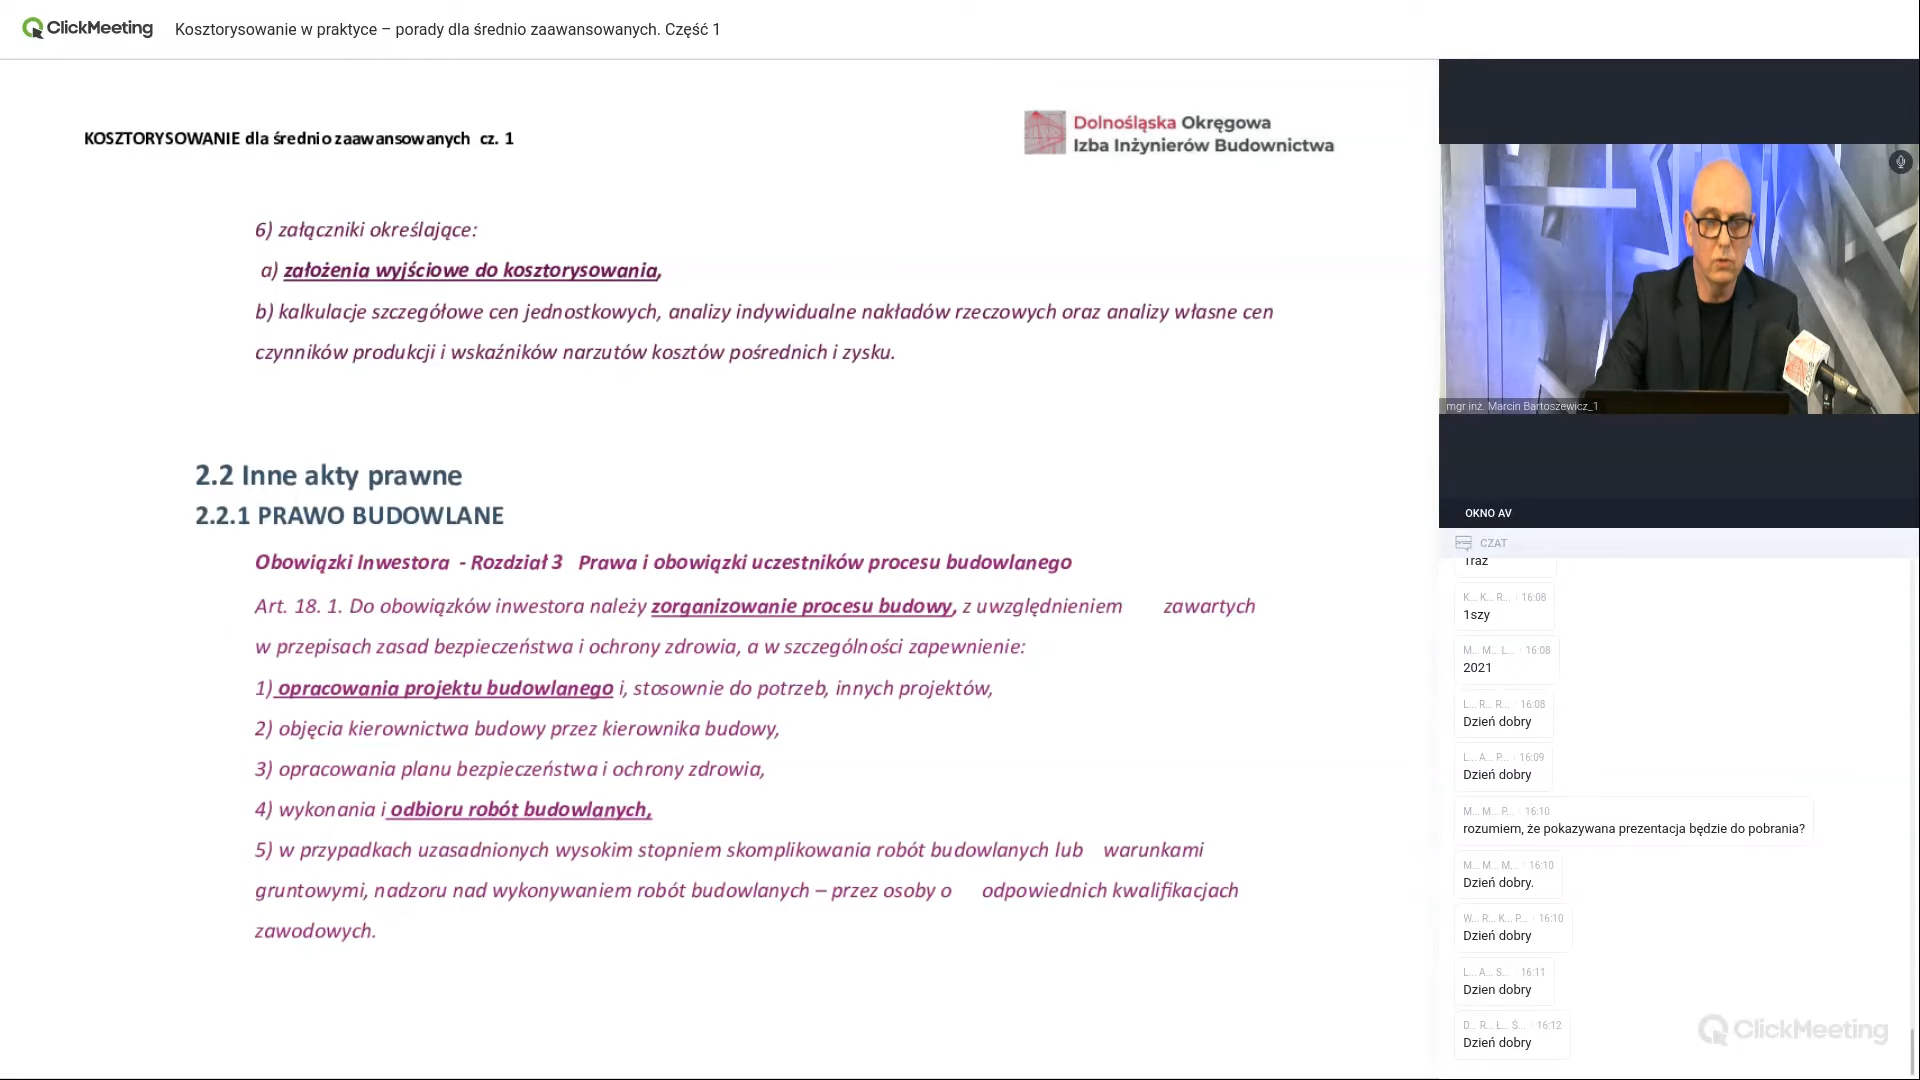 ClickMeeting
Kosztorysowanie w praktyce – porady dla średnio zaawansowanych. Część 1
KOSZTORYSOWANIE dla średnio zaawansowanych cz. 1
Dolnośląska Okręgowa
Izba Inżynierów Budownictwa
6) załączniki określające:
a) założenia wyjściowe do kosztorysowania,
b) kalkulacje szczegółowe cen jednostkowych, analizy indywidualne nakładów rzeczowych oraz analizy własne cen
czynników produkcji i wskaźników narzutów kosztów pośrednich i zysku.
2.2 Inne akty prawne
2.2.1 PRAWO BUDOWLANE
Obowiązki Inwestora - Rozdział 3 Prawa i obowiązki uczestników procesu budowlanego
Art. 18. 1. Do obowiązków inwestora należy zorganizowanie procesu budowy, z uwzględnieniem zawartych
w przepisach zasad bezpieczeństwa i ochrony zdrowia, a w szczególności zapewnienie:
1) opracowania projektu budowlanego i, stosownie do potrzeb, innych projektów,
2) objęcia kierownictwa budowy przez kierownika budowy,
3) opracowania planu bezpieczeństwa i ochrony zdrowia,
4) wykonania i odbioru robót budowlanych,
5) w przypadkach uzasadnionych wysokim stopniem skomplikowania robót budowlanych lub warunkami
gruntowymi, nadzoru nad wykonywaniem robót budowlanych – przez osoby o odpowiednich kwalifikacjach
zawodowych.
mgr inż. Marcin Bartoszewicz_1
OKNO AV
CZAT
1raz
K... K... R... 16:08
1szy
M... M... L... 16:08
2021
L... R... R... 16:08
Dzień dobry
L... A... P... 16:09
Dzień dobry
M... M... P... 16:10
rozumiem, że pokazywana prezentacja będzie do pobrania?
M... M... M... 16:10
Dzień dobry.
W... R... K... P... 16:10
Dzień dobry
L... A... S... 16:11
Dzien dobry
D... R... Ł... Ś... 16:12
Dzień dobry
ClickMeeting